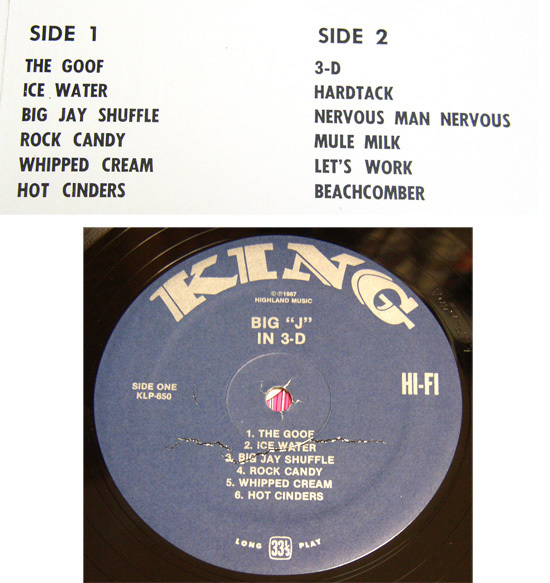 SIDE 1
THE GOOF
ICE WATER
BIG JAY SHUFFLE
ROCK CANDY
WHIPPED CREAM
HOT CINDERS
SIDE 2
3-D
HARDTACK
NERVOUS MAN NERVOUS
MULE MILK
LET'S WORK
BEACHCOMBER
KING
©℗1987
HIGHLAND MUSIC
BIG "J"
IN 3-D
SIDE ONE
KLP-650
HI-FI
1. THE GOOF
2. ICE WATER
3. BIG JAY SHUFFLE
4. ROCK CANDY
5. WHIPPED CREAM
6. HOT CINDERS
LONG 33⅓ PLAY